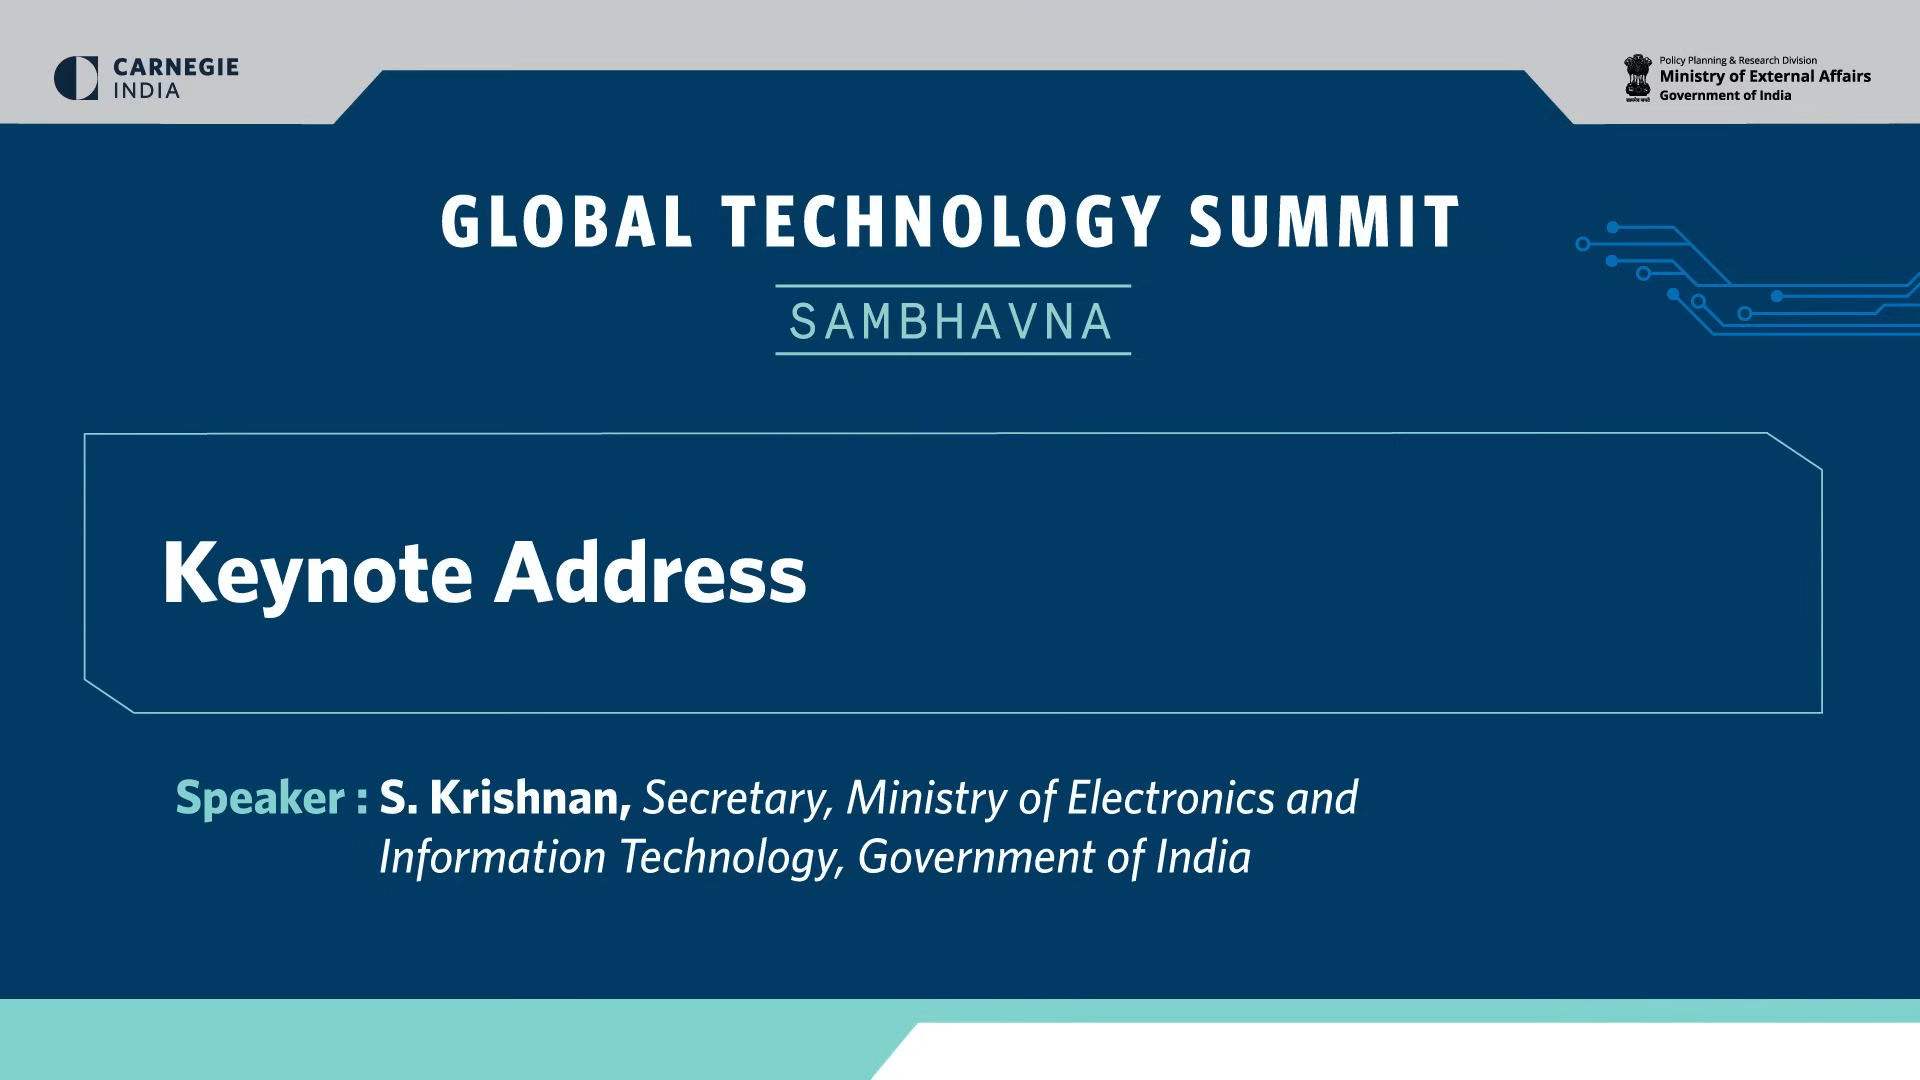 CARNEGIE
INDIA
Policy Planning & Research Division
Ministry of External Affairs
Government of India
GLOBAL TECHNOLOGY SUMMIT
SAMBHAVNA
Keynote Address
Speaker : S. Krishnan, Secretary, Ministry of Electronics and
Information Technology, Government of India